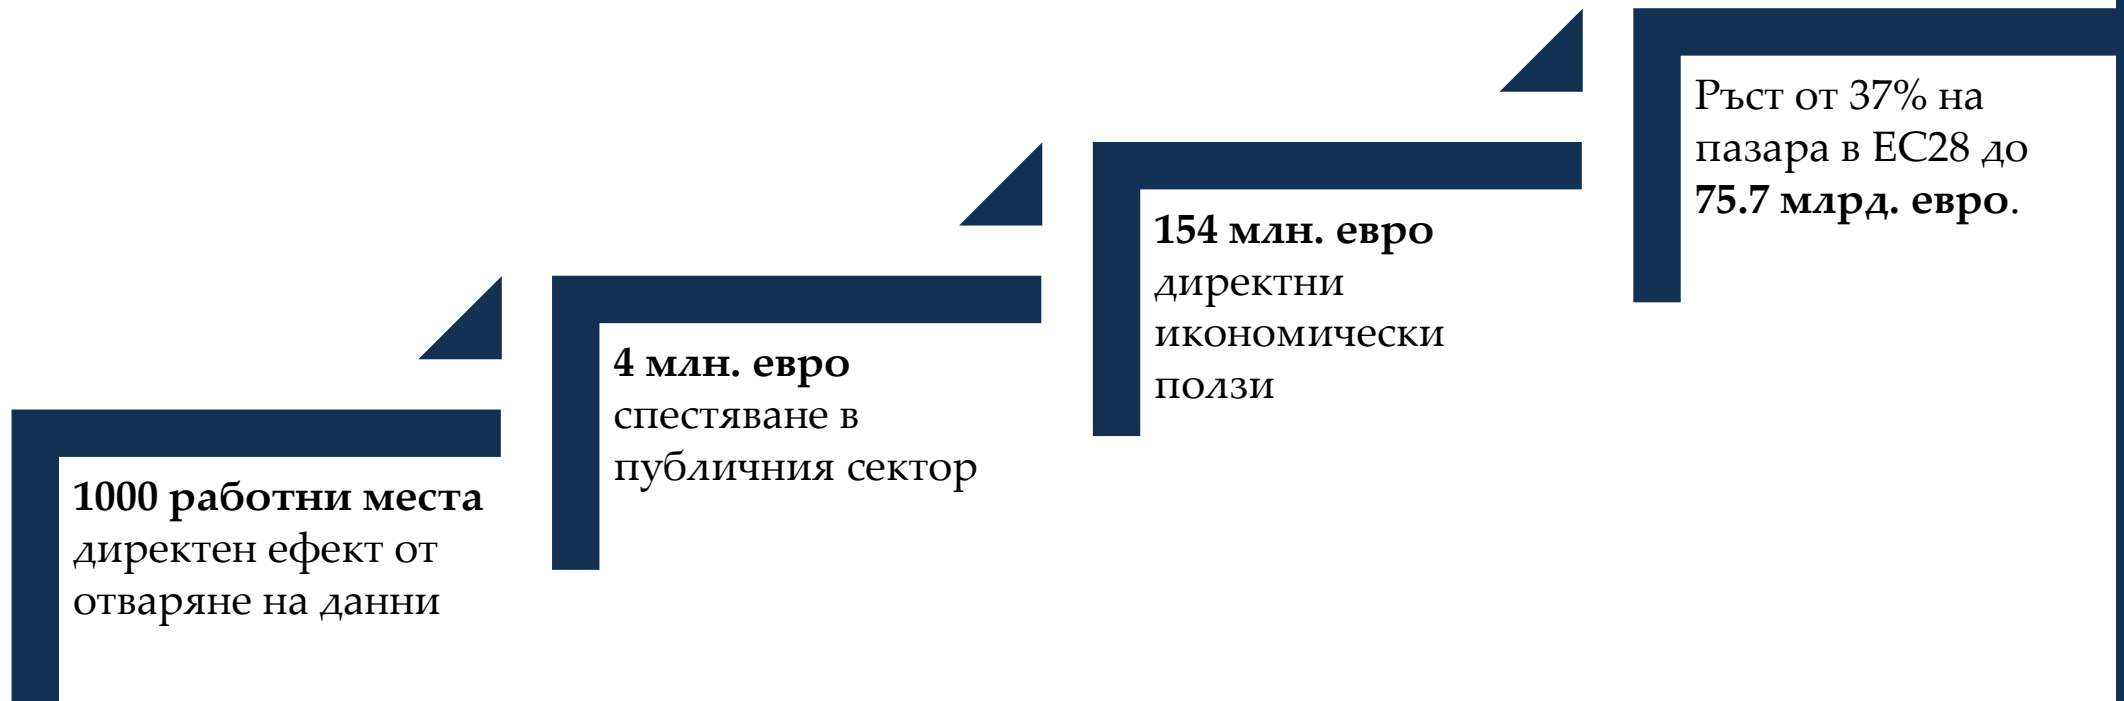 1000 работни места
директен ефект от
отваряне на данни
4 млн. евро
спестяване в
публичния сектор
154 млн. евро
директни
икономически
ползи
Ръст от 37% на
пазара в ЕС28 до
75.7 млрд. евро.